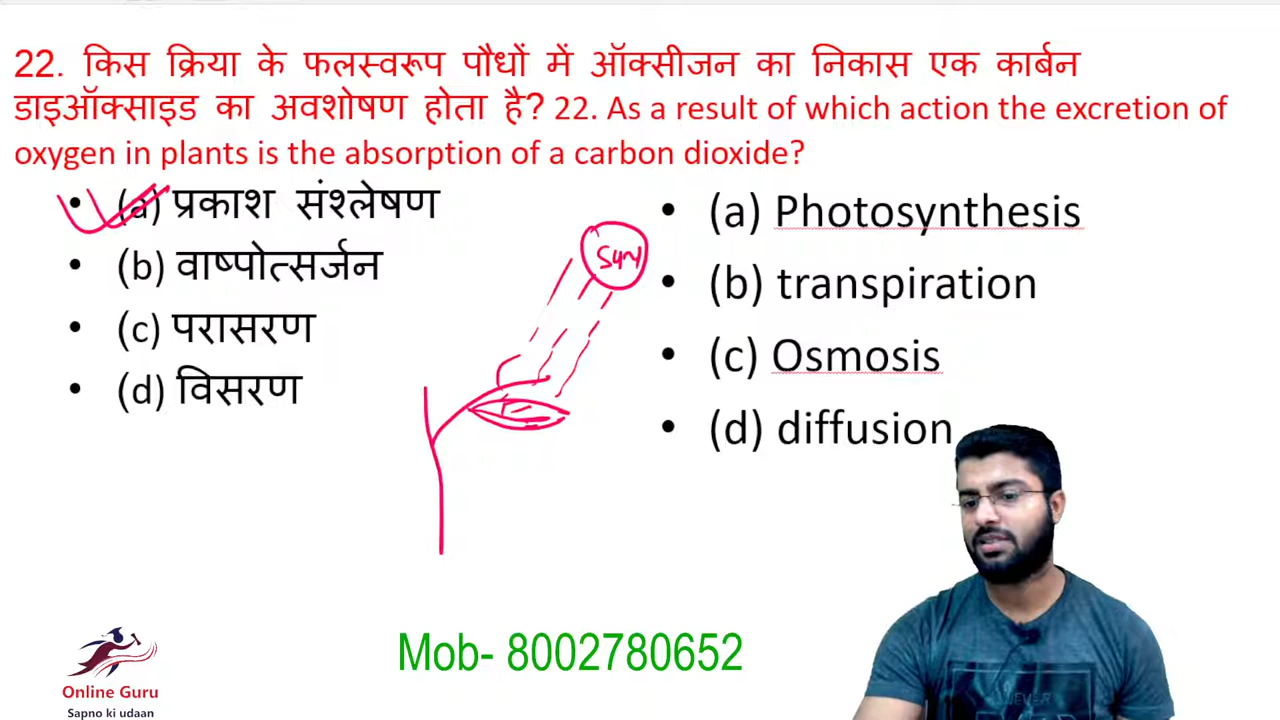 22. किस क्रिया के फलस्वरूप पौधों में ऑक्सीजन का निकास एक कार्बन
डाइऑक्साइड का अवशोषण होता है? 22. As a result of which action the excretion of
oxygen in plants is the absorption of a carbon dioxide?
• (a) प्रकाश संश्लेषण
• (b) वाष्पोत्सर्जन
• (c) परासरण
• (d) विसरण
Sun
• (a) Photosynthesis
• (b) transpiration
• (c) Osmosis
• (d) diffusion
Mob- 8002780652
Online Guru
Sapno ki udaan